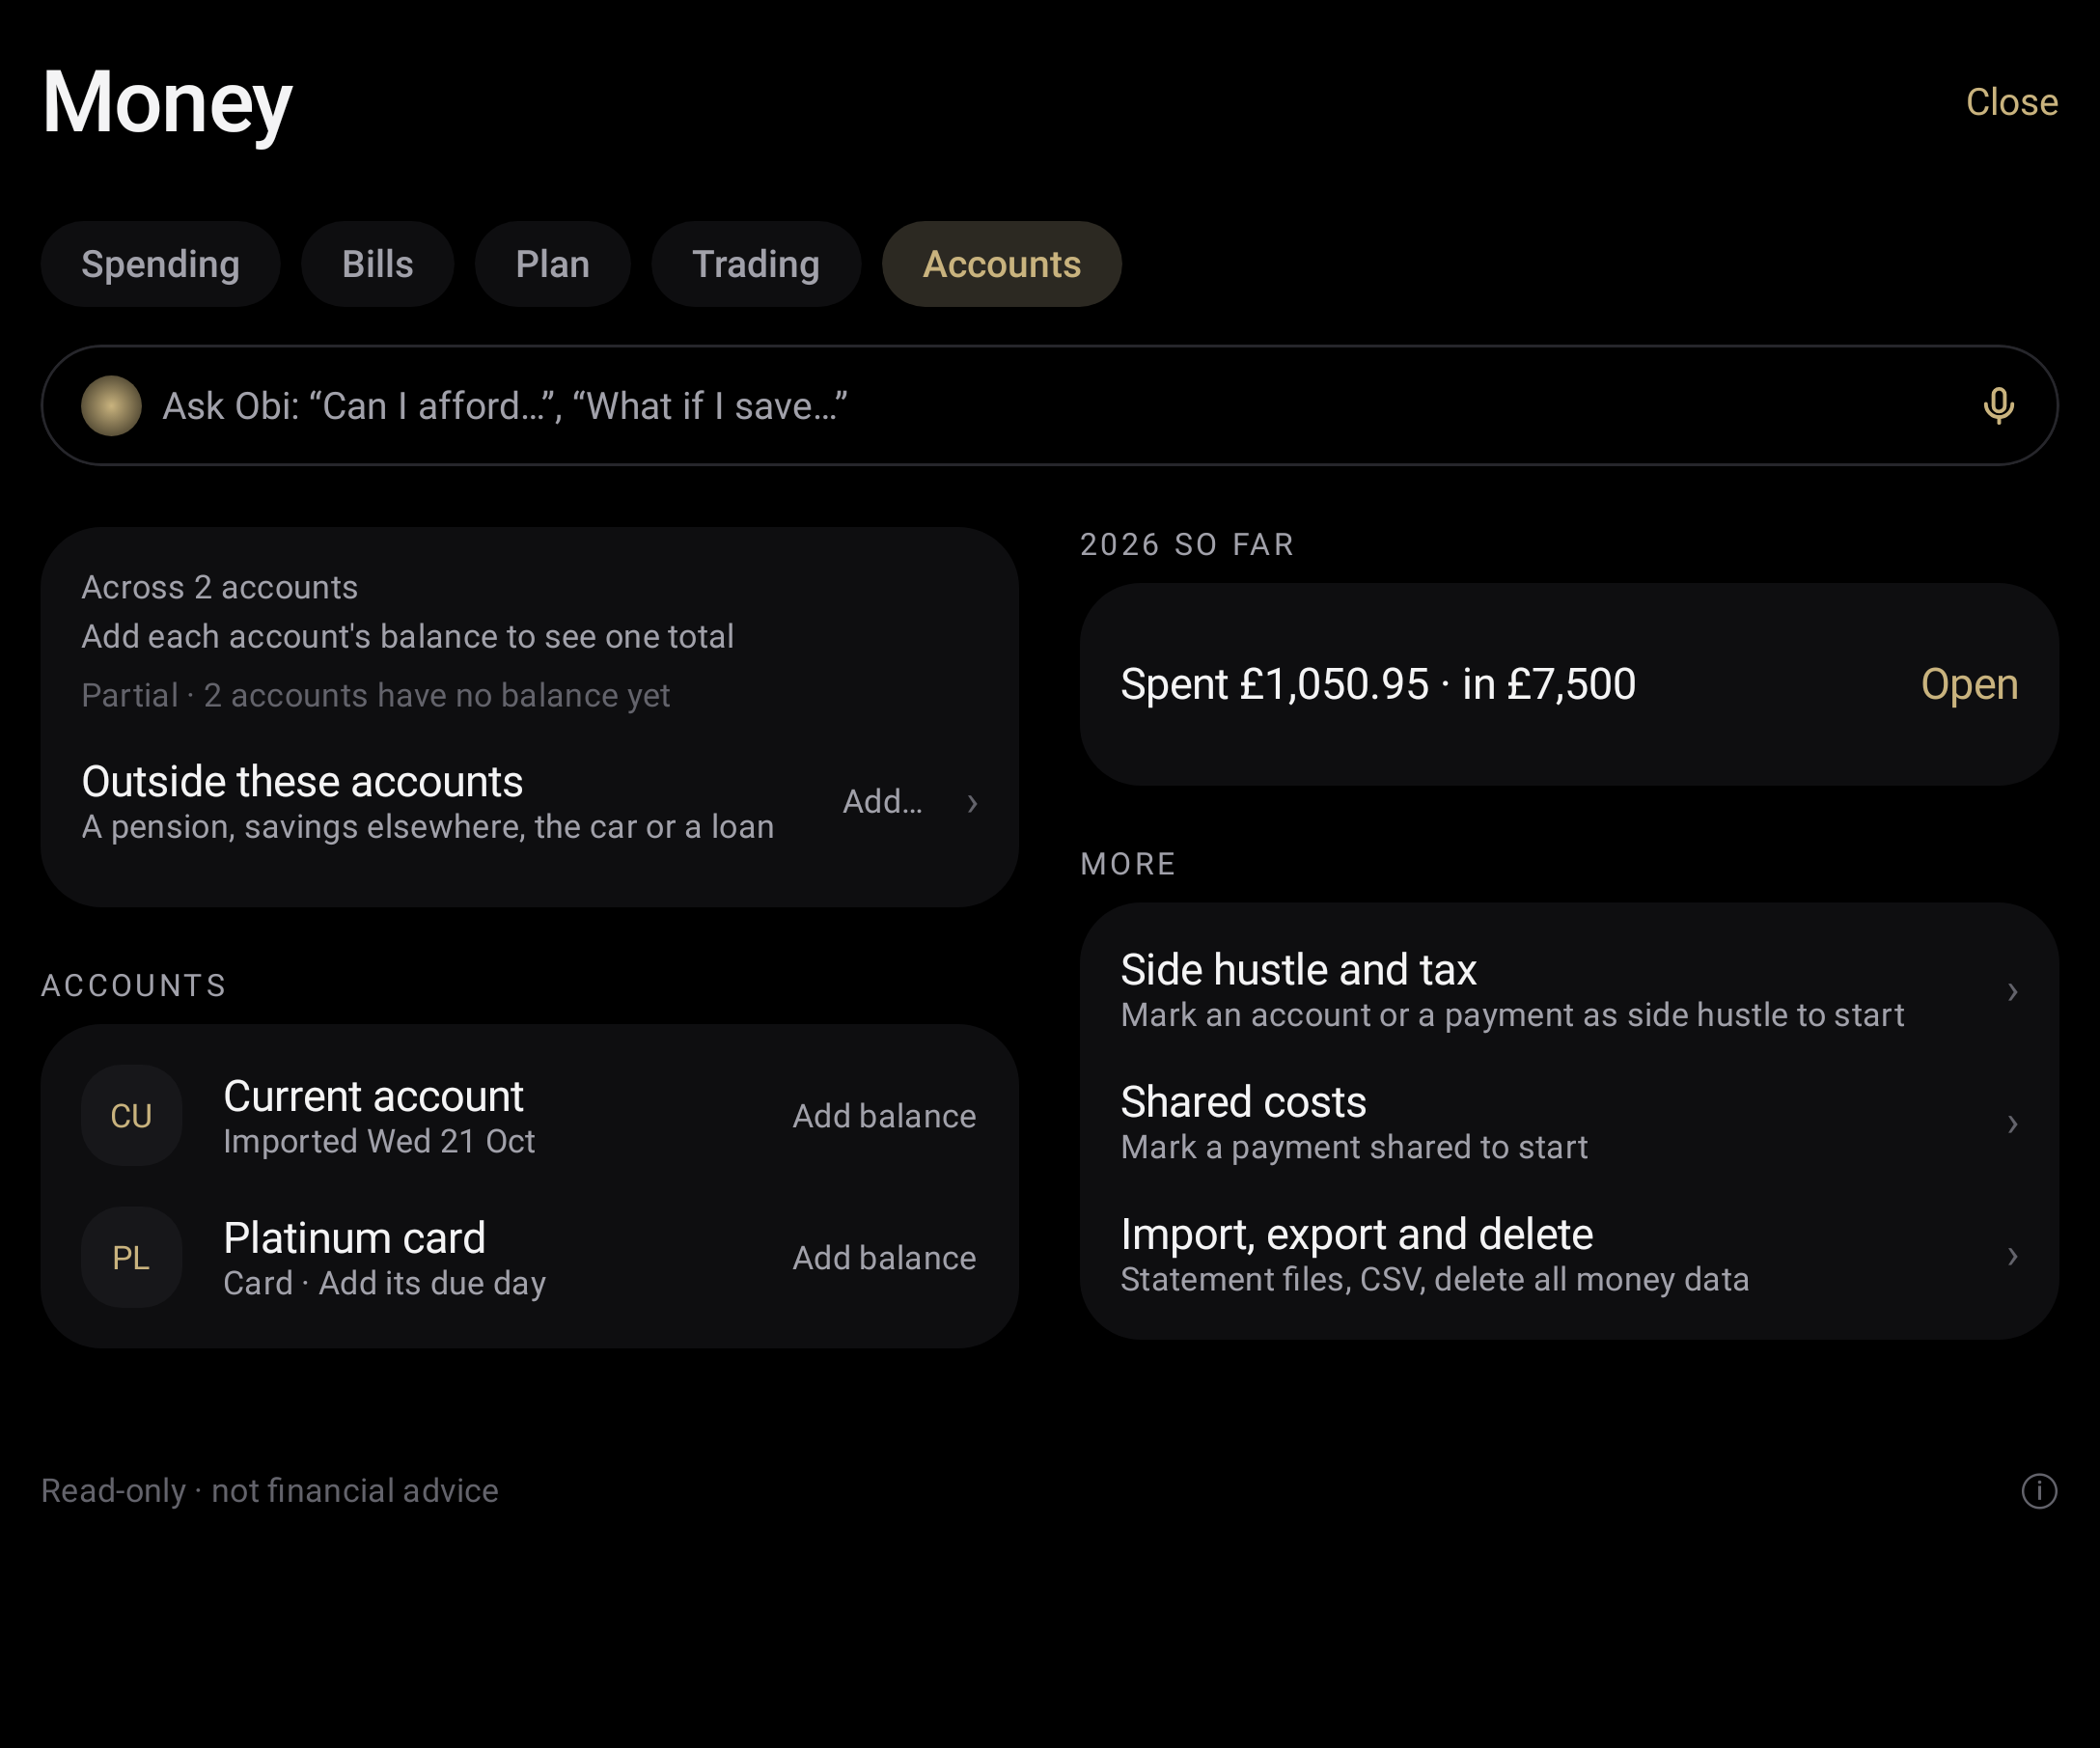 Money
Close
Spending
Bills
Plan
Trading
Accounts
Ask Obi: “Can I afford…”, “What if I save…”
Across 2 accounts
Add each account's balance to see one total
Partial · 2 accounts have no balance yet
Outside these accounts
A pension, savings elsewhere, the car or a loan
Add…
ACCOUNTS
CU
Current account
Imported Wed 21 Oct
Add balance
PL
Platinum card
Card · Add its due day
Add balance
2026 SO FAR
Spent £1,050.95 · in £7,500
Open
MORE
Side hustle and tax
Mark an account or a payment as side hustle to start
Shared costs
Mark a payment shared to start
Import, export and delete
Statement files, CSV, delete all money data
Read-only · not financial advice